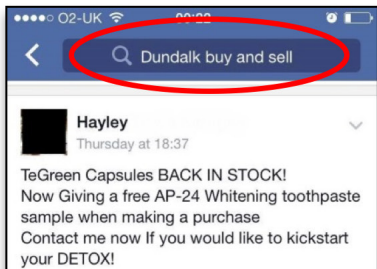 O2-UK 00:22
Dundalk buy and sell
Hayley
Thursday at 18:37
TeGreen Capsules BACK IN STOCK!
Now Giving a free AP-24 Whitening toothpaste
sample when making a purchase
Contact me now If you would like to kickstart
your DETOX!